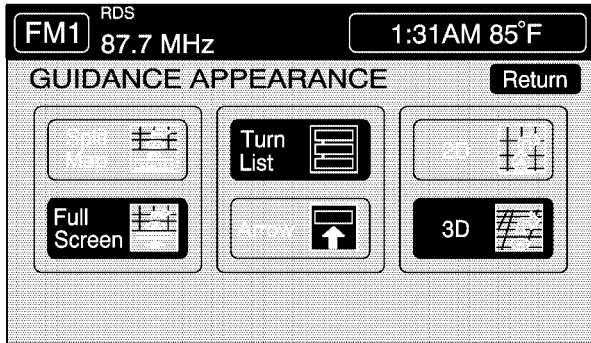 FM1 RDS 87.7 MHz 1:31AM 85°F
GUIDANCE APPEARANCE Return
Split
Map
Turn
List
2D
Full
Screen
Arrow
3D